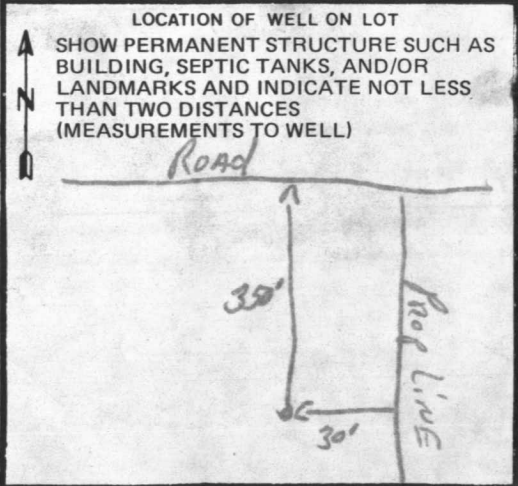 LOCATION OF WELL ON LOT
SHOW PERMANENT STRUCTURE SUCH AS
BUILDING, SEPTIC TANKS, AND/OR
LANDMARKS AND INDICATE NOT LESS
THAN TWO DISTANCES
(MEASUREMENTS TO WELL)
N
ROAD
350'
PROP LINE
30'